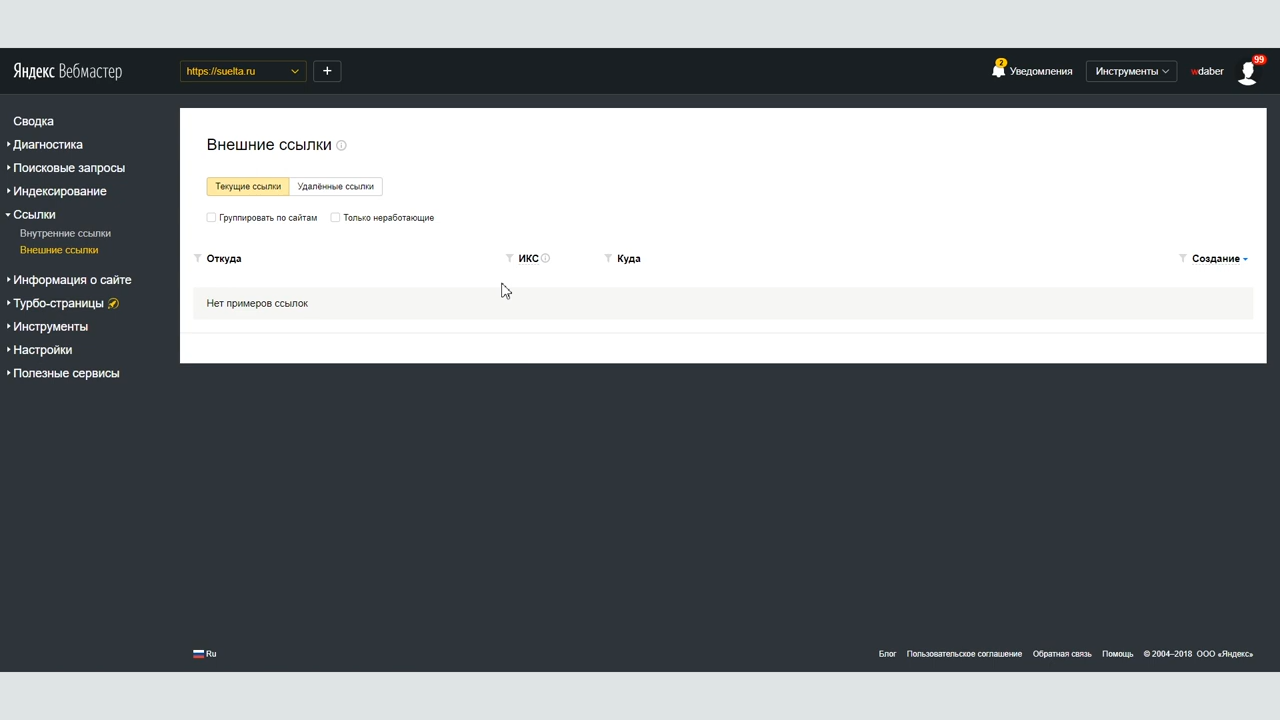 Яндекс Вебмастер
https://suelta.ru
+
2
Уведомления
Инструменты
wdaber
99
Сводка
Диагностика
Поисковые запросы
Индексирование
Ссылки
Внутренние ссылки
Внешние ссылки
Информация о сайте
Турбо-страницы
Инструменты
Настройки
Полезные сервисы
Внешние ссылки
Текущие ссылки
Удалённые ссылки
Группировать по сайтам
Только неработающие
Откуда
ИКС
Куда
Создание
Нет примеров ссылок
Ru
Блог
Пользовательское соглашение
Обратная связь
Помощь
© 2004–2018 ООО «Яндекс»